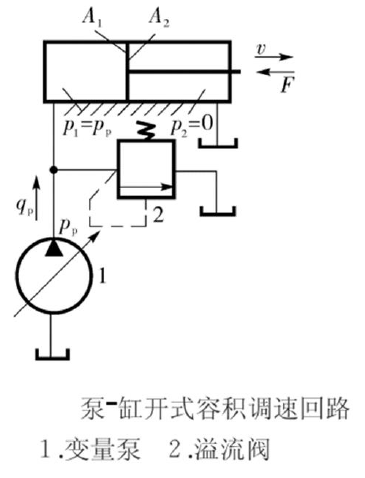 A₁ A₂
v
F
p₁=pₚ p₂=0
qₚ
pₚ
2
1
泵-缸开式容积调速回路
1.变量泵 2.溢流阀